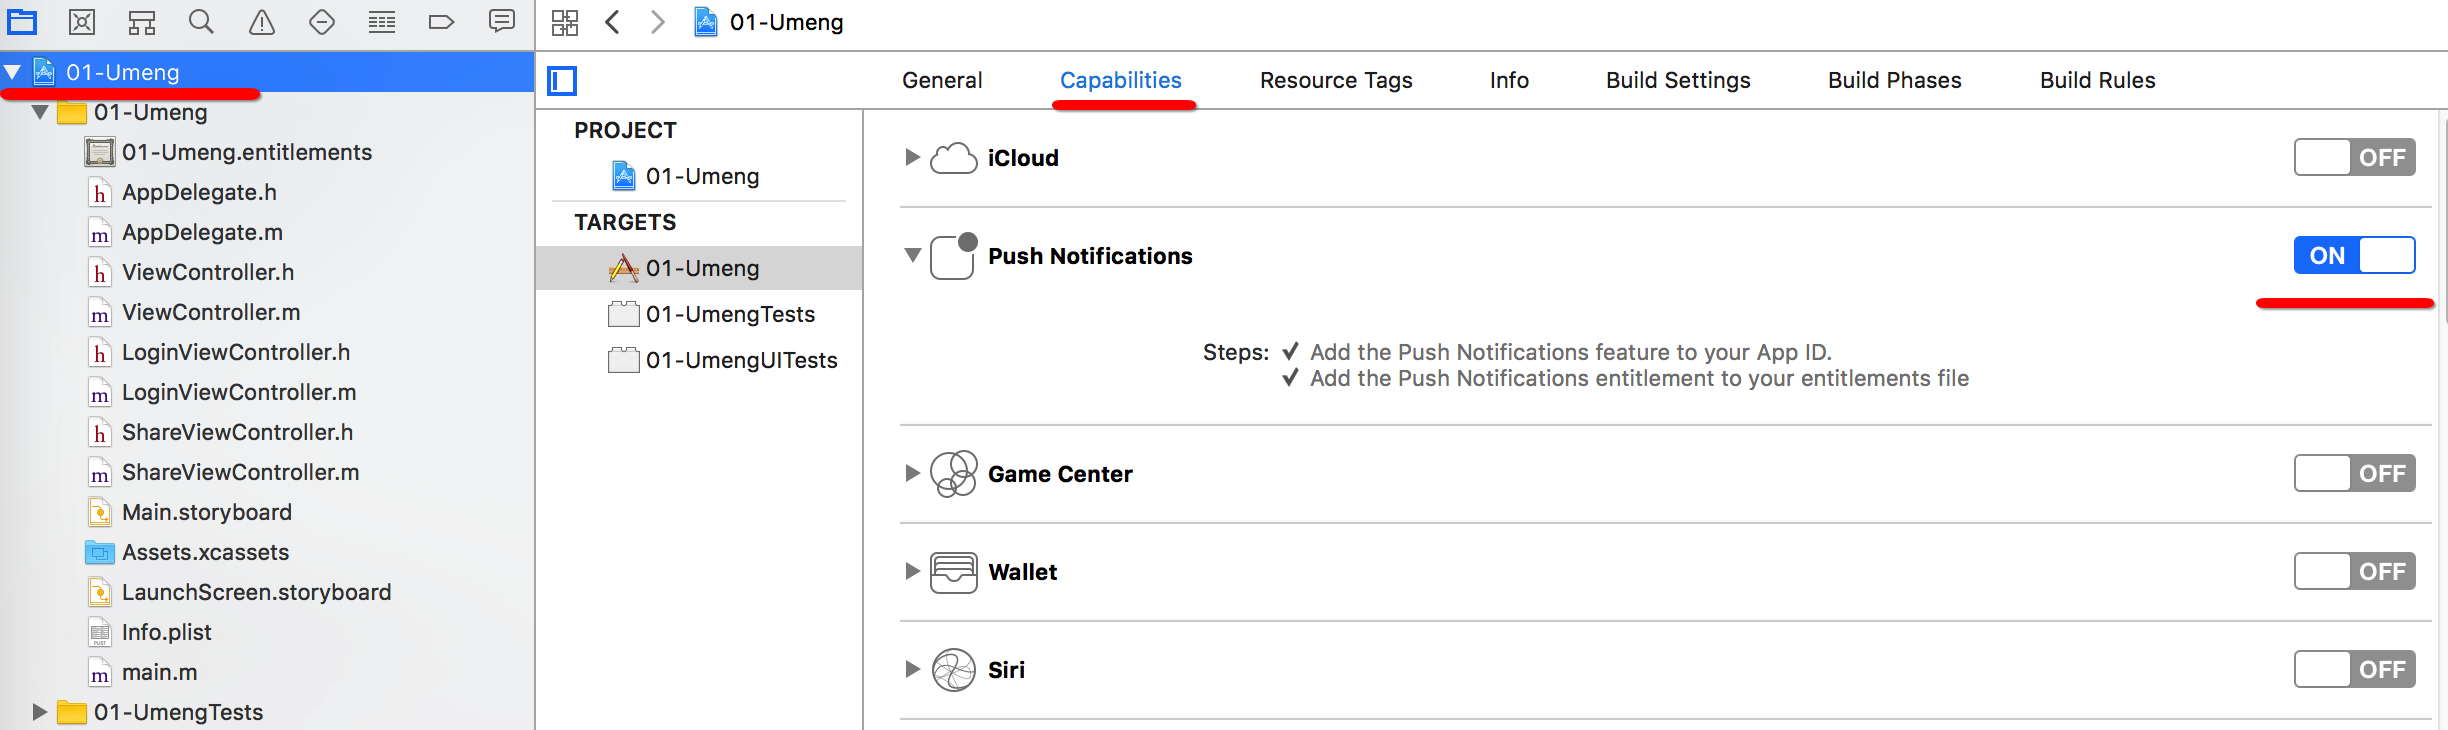 01-Umeng
01-Umeng
01-Umeng
01-Umeng.entitlements
AppDelegate.h
AppDelegate.m
ViewController.h
ViewController.m
LoginViewController.h
LoginViewController.m
ShareViewController.h
ShareViewController.m
Main.storyboard
Assets.xcassets
LaunchScreen.storyboard
Info.plist
main.m
01-UmengTests
General Capabilities Resource Tags Info Build Settings Build Phases Build Rules
PROJECT
01-Umeng
TARGETS
01-Umeng
01-UmengTests
01-UmengUITests
iCloud OFF
Push Notifications ON
Steps: ✓ Add the Push Notifications feature to your App ID.
✓ Add the Push Notifications entitlement to your entitlements file
Game Center OFF
Wallet OFF
Siri OFF